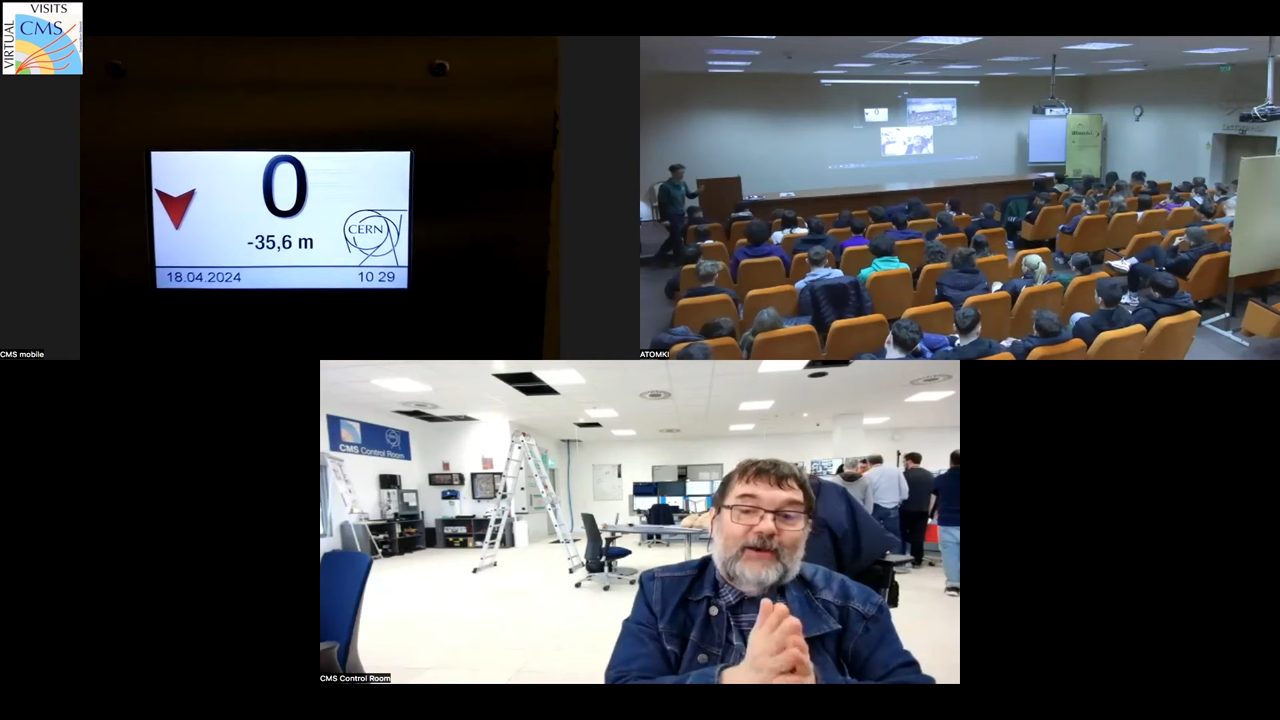 VISITS
VIRTUAL
CMS
0
-35,6 m
CERN
18.04.2024
10 29
CMS mobile
ATOMKI
CMS Control Room
CMS Control Room